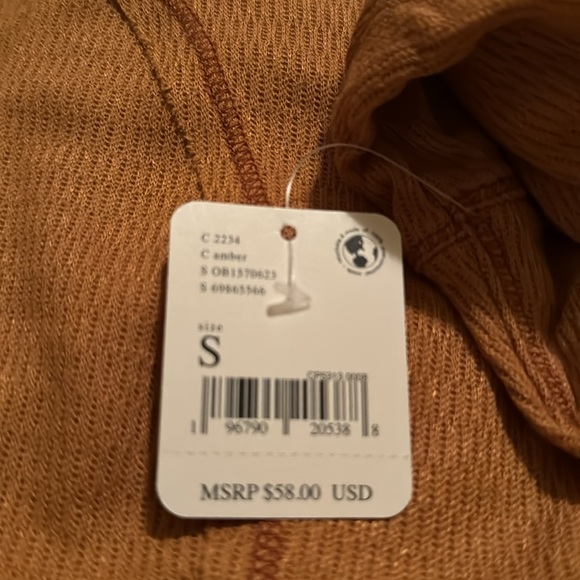 C 2234
C amber
S OB1570623
S 69865566
size
S
1 96790 20538 8
MSRP $58.00 USD